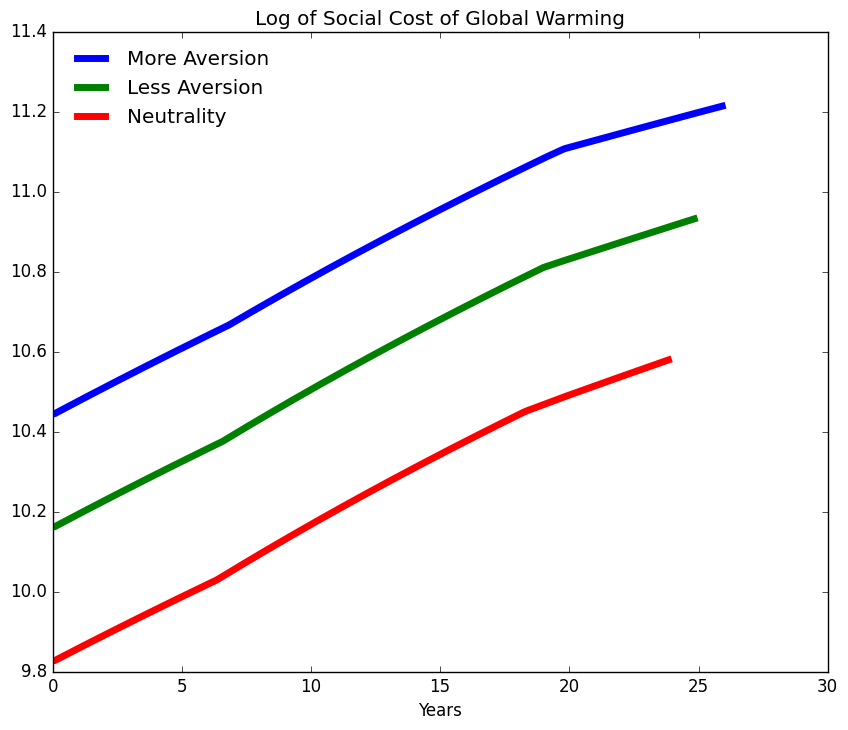 Log of Social Cost of Global Warming
11.4
11.2
11.0
10.8
10.6
10.4
10.2
10.0
9.8
More Aversion
Less Aversion
Neutrality
0 5 10 15 20 25 30
Years